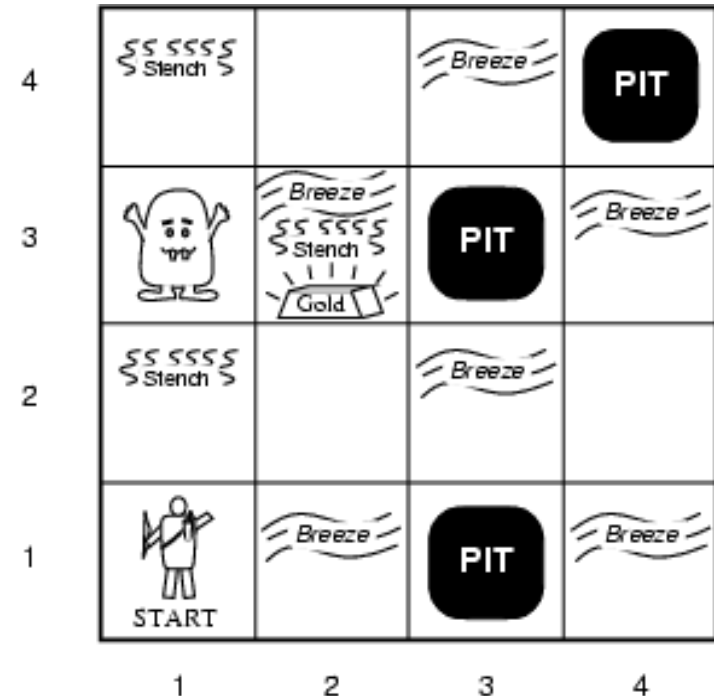 4
Stench
Breeze
PIT
3
Breeze
Stench
Gold
PIT
Breeze
2
Stench
Breeze
1
START
Breeze
PIT
Breeze
1 2 3 4